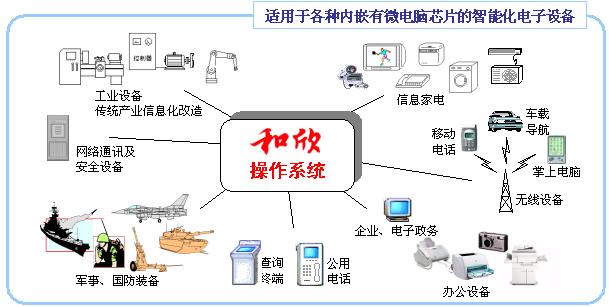 适用于各种内嵌有微电脑芯片的智能化电子设备
控制器
工业设备
传统产业信息化改造
信息家电
网络通讯及
安全设备
和欣
操作系统
移动
电话
车载
导航
掌上电脑
无线设备
军事、国防装备
查询
终端
公用
电话
企业、电子政务
办公设备